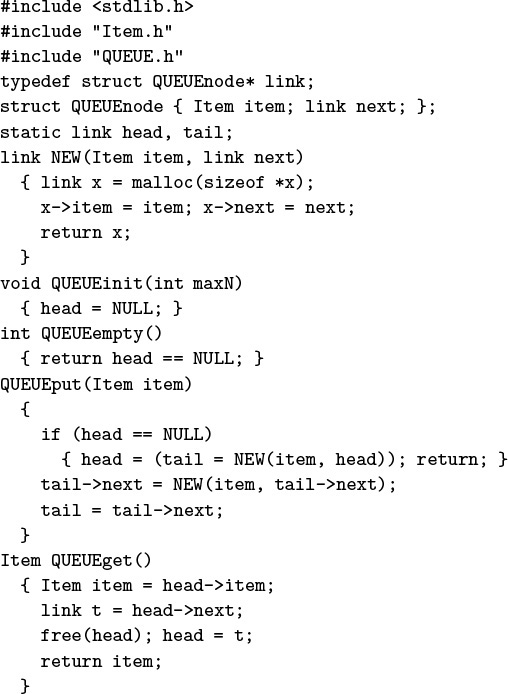 #include <stdlib.h>
#include "Item.h"
#include "QUEUE.h"
typedef struct QUEUEnode* link;
struct QUEUEnode { Item item; link next; };
static link head, tail;
link NEW(Item item, link next)
  { link x = malloc(sizeof *x);
    x->item = item; x->next = next;
    return x;
  }
void QUEUEinit(int maxN)
  { head = NULL; }
int QUEUEempty()
  { return head == NULL; }
QUEUEput(Item item)
  {
    if (head == NULL)
      { head = (tail = NEW(item, head)); return; }
    tail->next = NEW(item, tail->next);
    tail = tail->next;
  }
Item QUEUEget()
  { Item item = head->item;
    link t = head->next;
    free(head); head = t;
    return item;
  }